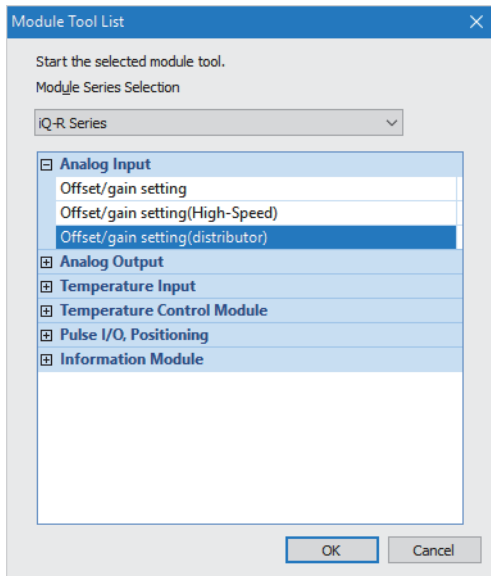 Module Tool List
Start the selected module tool.
Module Series Selection
iQ-R Series
Analog Input
Offset/gain setting
Offset/gain setting(High-Speed)
Offset/gain setting(distributor)
Analog Output
Temperature Input
Temperature Control Module
Pulse I/O, Positioning
Information Module
OK Cancel